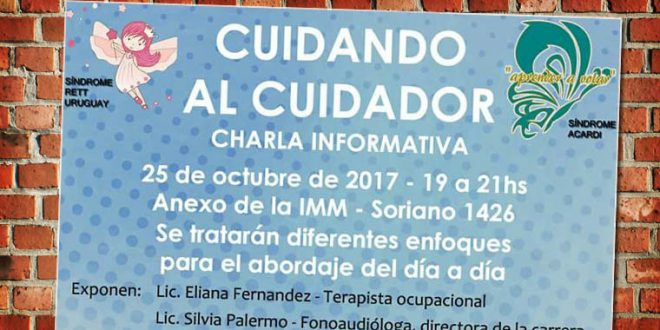 CUIDANDO
AL CUIDADOR
SÍNDROME
RETT
URUGUAY
"aprender a volar"
SÍNDROME
ACARDI
CHARLA INFORMATIVA
25 de octubre de 2017 - 19 a 21hs
Anexo de la IMM - Soriano 1426
Se tratarán diferentes enfoques
para el abordaje del día a día
Exponen: Lic. Eliana Fernandez - Terapista ocupacional
Lic. Silvia Palermo - Fonoaudióloga, directora de la carrera